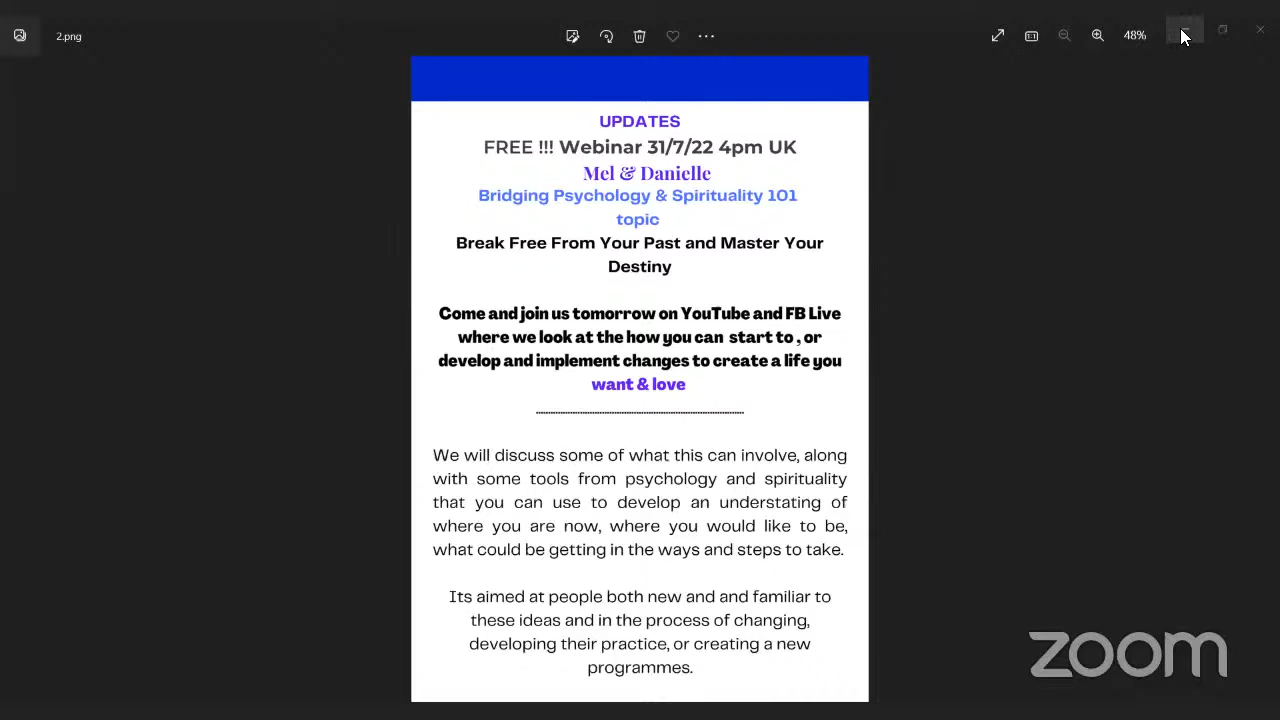 2.png
48%
UPDATES
FREE !!! Webinar 31/7/22 4pm UK
Mel & Danielle
Bridging Psychology & Spirituality 101
topic
Break Free From Your Past and Master Your
Destiny
Come and join us tomorrow on YouTube and FB Live
where we look at the how you can start to , or
develop and implement changes to create a life you
want & love
We will discuss some of what this can involve, along
with some tools from psychology and spirituality
that you can use to develop an understating of
where you are now, where you would like to be,
what could be getting in the ways and steps to take.
Its aimed at people both new and and familiar to
these ideas and in the process of changing,
developing their practice, or creating a new
programmes.
zoom